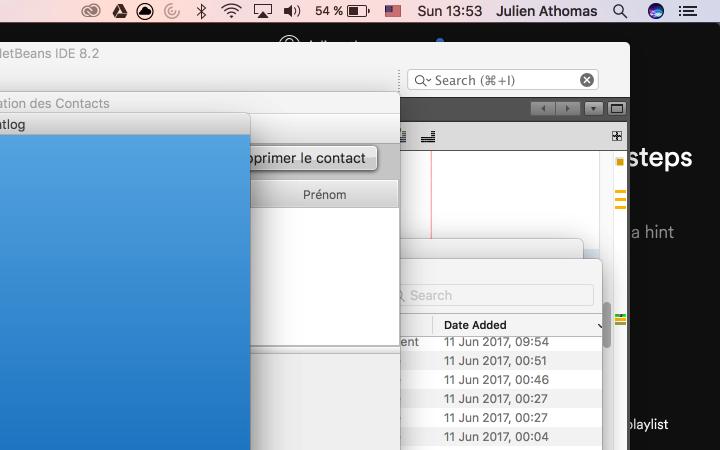 54 % Sun 13:53 Julien Athomas
NetBeans IDE 8.2
Search (⌘+I)
ation des Contacts
ntlog
pprimer le contact
steps
Prénom
a hint
Search
Date Added
ent 11 Jun 2017, 09:54
11 Jun 2017, 00:51
11 Jun 2017, 00:46
11 Jun 2017, 00:27
11 Jun 2017, 00:27
playlist
11 Jun 2017, 00:04